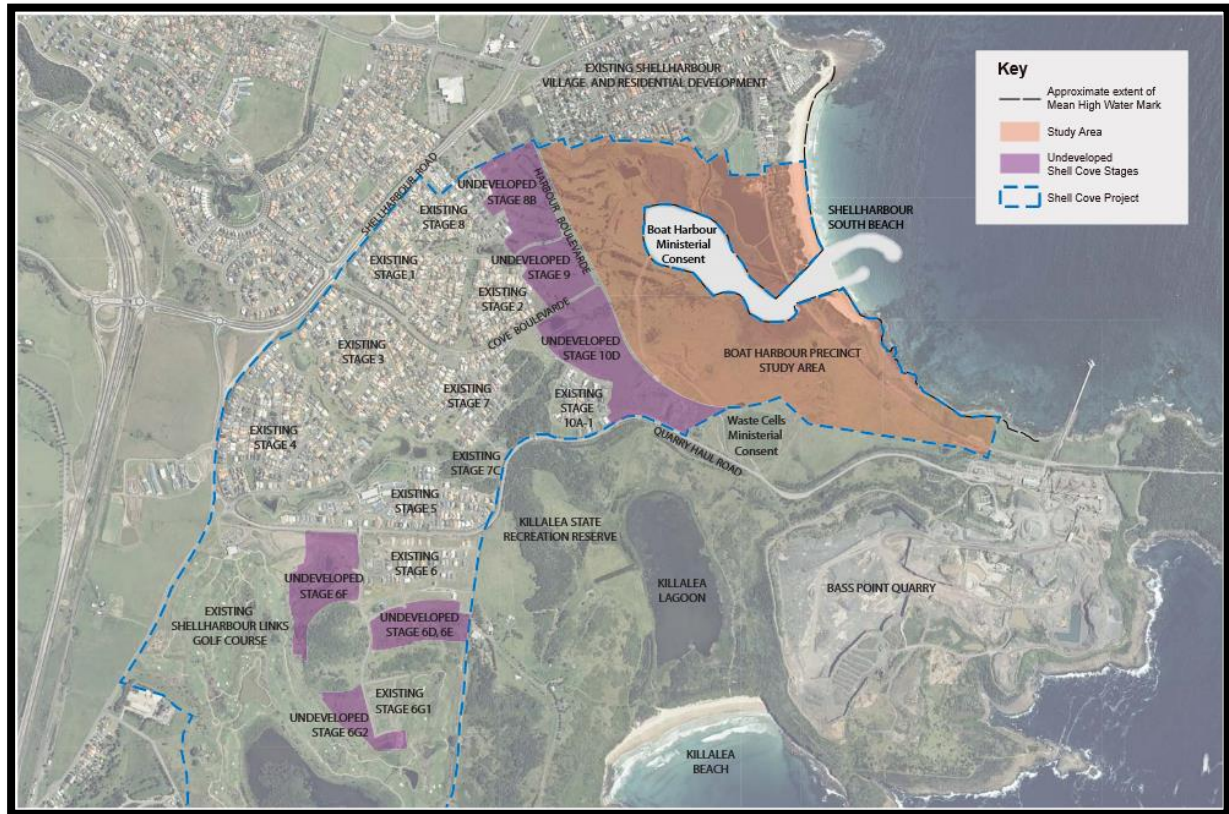 EXISTING SHELLHARBOUR
VILLAGE AND RESIDENTIAL DEVELOPMENT
Key
Approximate extent of
Mean High Water Mark
Study Area
Undeveloped
Shell Cove Stages
Shell Cove Project
SHELLHARBOUR ROAD
UNDEVELOPED
STAGE 8B
HARBOUR BOULEVARDE
EXISTING
STAGE 8
SHELLHARBOUR
SOUTH BEACH
Boat Harbour
Ministerial
Consent
EXISTING
STAGE 1
UNDEVELOPED
STAGE 9
EXISTING
STAGE 2
COVE BOULEVARDE
EXISTING
STAGE 3
UNDEVELOPED
STAGE 10D
BOAT HARBOUR PRECINCT
STUDY AREA
EXISTING
STAGE 7
EXISTING
STAGE
10A-1
EXISTING
STAGE 4
Waste Cells
Ministerial
Consent
QUARRY HAUL ROAD
EXISTING
STAGE 7C
EXISTING
STAGE 5
KILLALEA STATE
RECREATION RESERVE
EXISTING
STAGE 6
UNDEVELOPED
STAGE 6F
KILLALEA
LAGOON
BASS POINT QUARRY
EXISTING
SHELLHARBOUR LINKS
GOLF COURSE
UNDEVELOPED
STAGE 6D, 6E
EXISTING
STAGE 6G1
UNDEVELOPED
STAGE 6G2
KILLALEA
BEACH